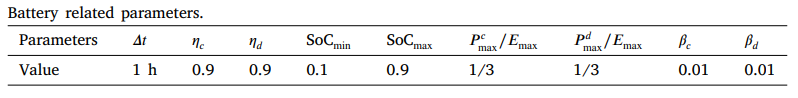 Battery related parameters.
Parameters Δt η_c η_d SoC_min SoC_max P^c_max/E_max P^d_max/E_max β_c β_d
Value 1 h 0.9 0.9 0.1 0.9 1/3 1/3 0.01 0.01